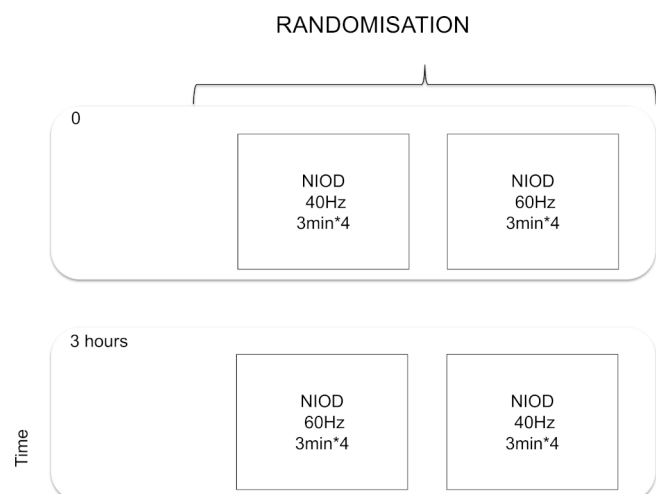 RANDOMISATION
0
NIOD
40Hz
3min*4
NIOD
60Hz
3min*4
3 hours
NIOD
60Hz
3min*4
NIOD
40Hz
3min*4
Time